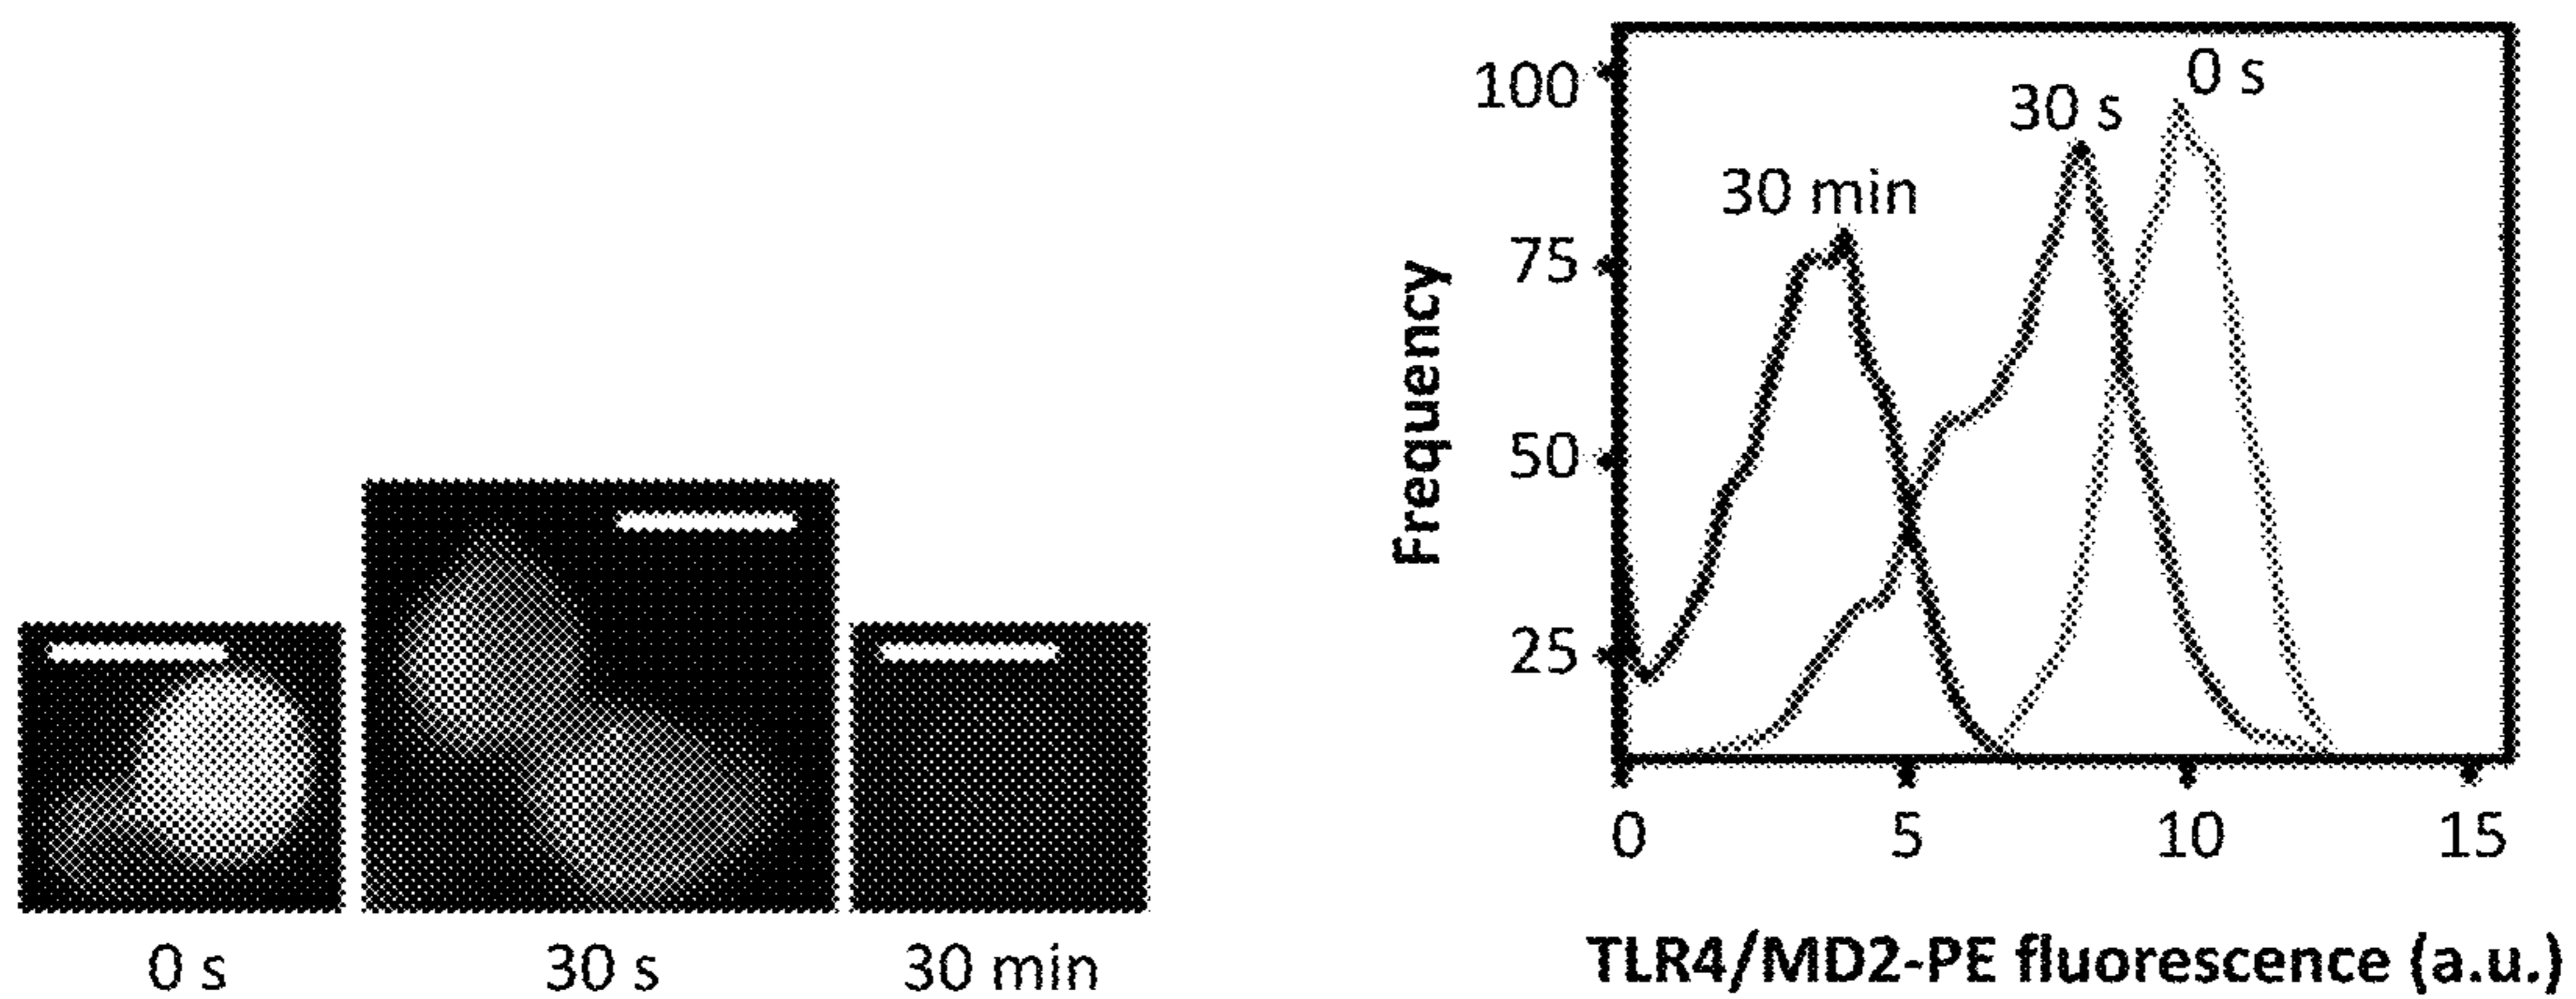 0 s
30 s
30 min
Frequency
100
75
50
25
30 min
30 s
0 s
0
5
10
15
TLR4/MD2-PE fluorescence (a.u.)